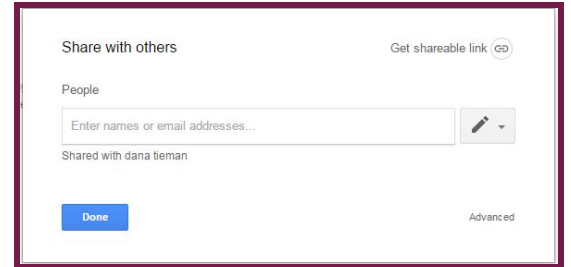 Share with others
Get shareable link
People
Enter names or email addresses...
Shared with dana tieman
Done
Advanced